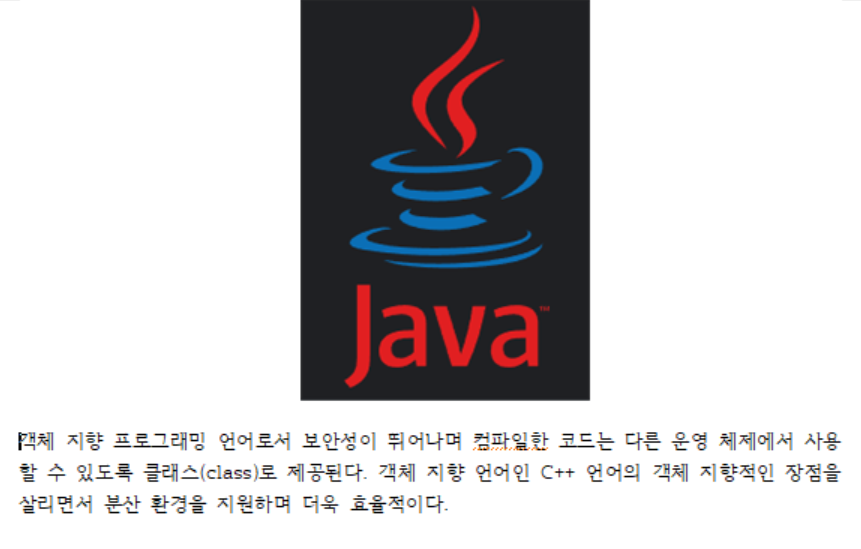 Java™
객체 지향 프로그래밍 언어로서 보안성이 뛰어나며 컴파일한 코드는 다른 운영 체제에서 사용
할 수 있도록 클래스(class)로 제공된다. 객체 지향 언어인 C++ 언어의 객체 지향적인 장점을
살리면서 분산 환경을 지원하며 더욱 효율적이다.